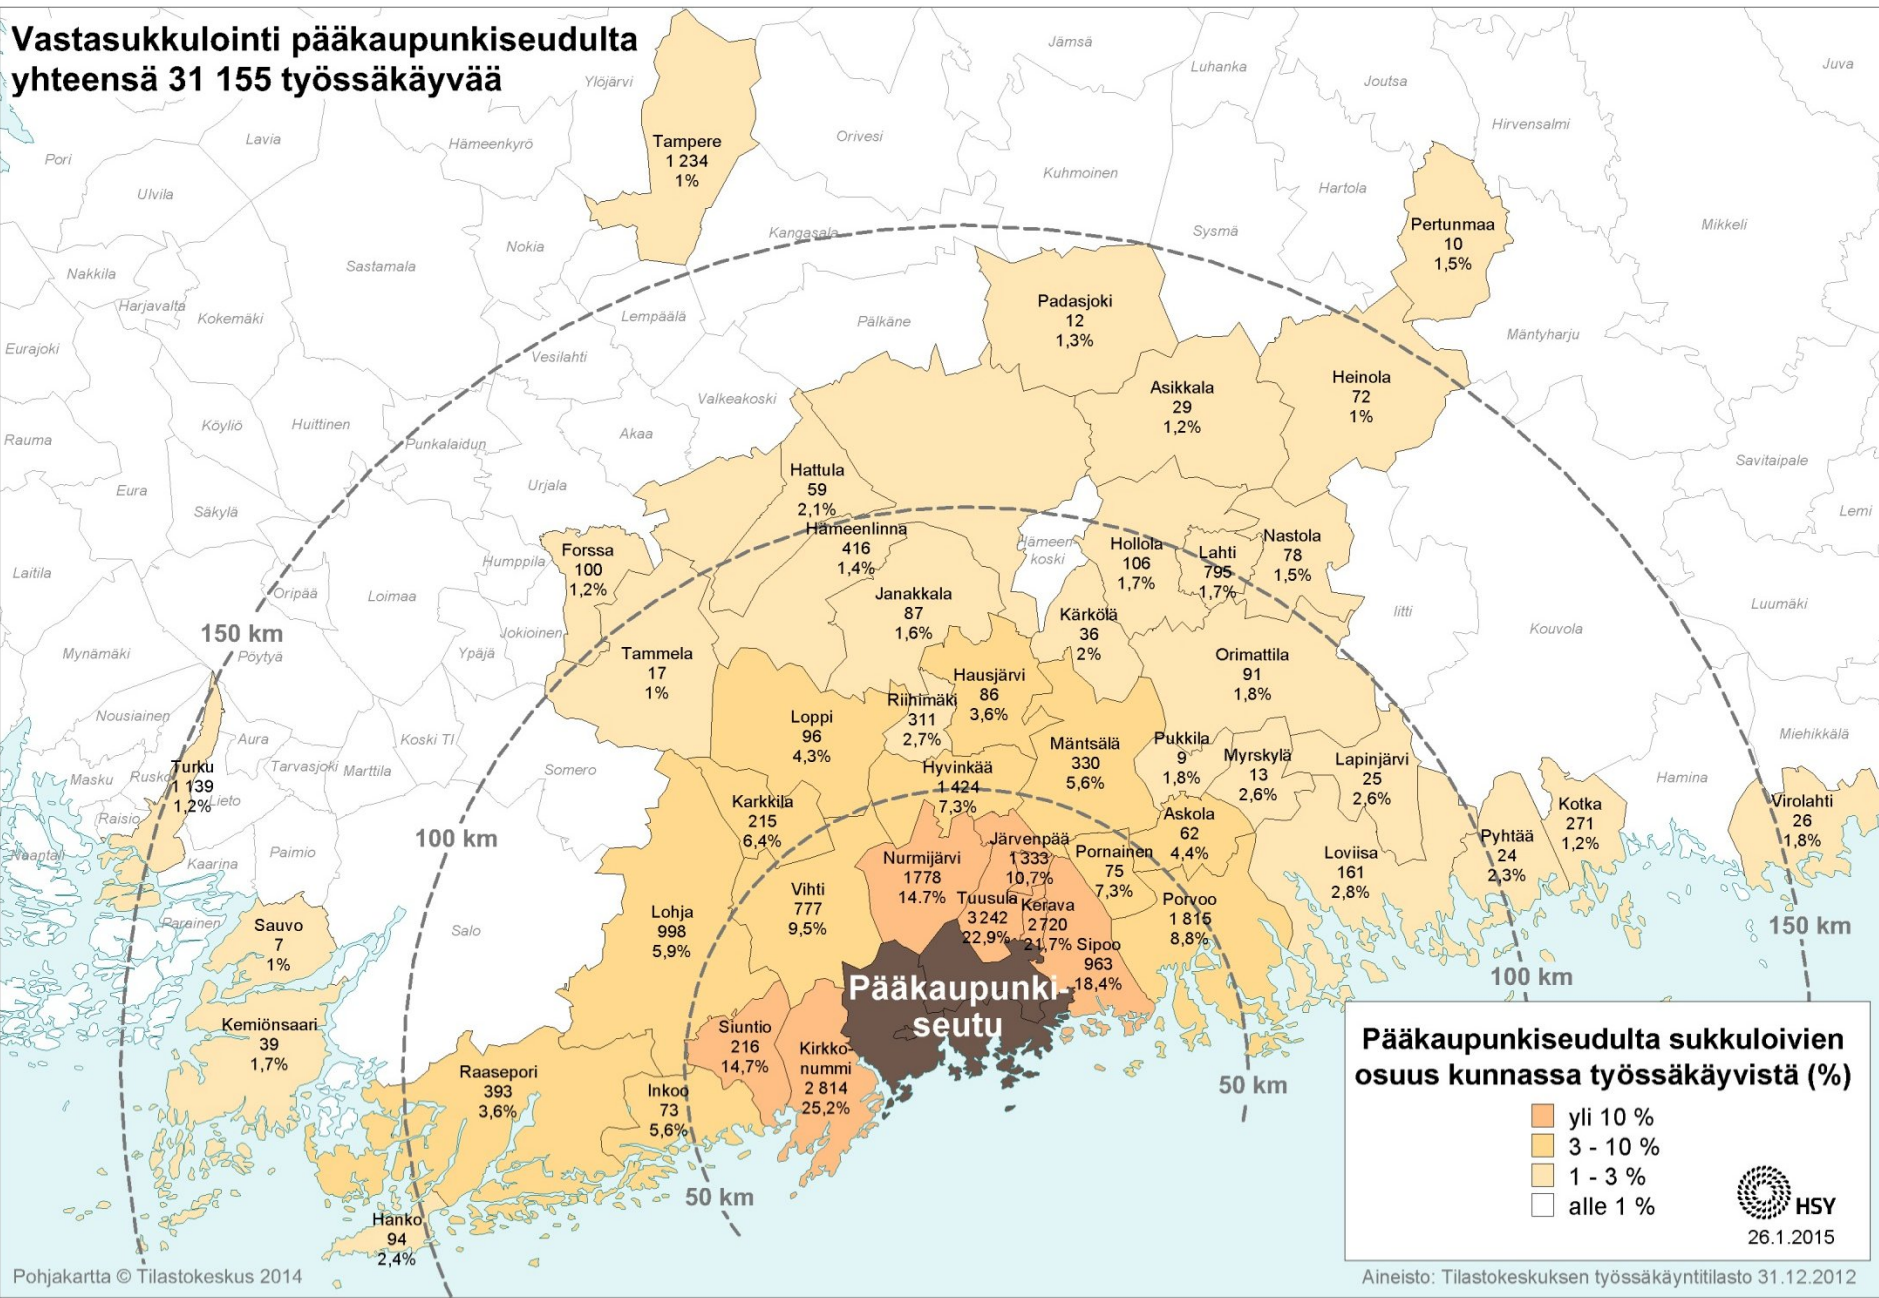 Vastasukkulointi pääkaupunkiseudulta
yhteensä 31 155 työssäkäyvää
Jämsä
Luhanka
Joutsa
Juva
Ylöjärvi
Lavia
Hämeenkyrö
Orivesi
Hirvensalmi
Pori
Tampere
1 234
1%
Kuhmoinen
Hartola
Ulvila
Kangasala
Sysmä
Pertunmaa
10
1,5%
Mikkeli
Nokia
Sastamala
Nakkila
Harjavalta
Kokemäki
Lempäälä
Pälkäne
Padasjoki
12
1,3%
Mäntyharju
Eurajoki
Vesilahti
Valkeakoski
Asikkala
29
1,2%
Heinola
72
1%
Rauma
Köyliö
Huittinen
Punkalaidun
Akaa
Savitaipale
Eura
Säkylä
Urjala
Hattula
59
2,1%
Lemi
Hämeenlinna
416
1,4%
Hämeen-
koski
Hollola
106
1,7%
Lahti
795
1,7%
Nastola
78
1,5%
Forssa
100
1,2%
Humppila
Laitila
Oripää
Loimaa
Jokioinen
Janakkala
87
1,6%
Kärkölä
36
2%
Iitti
Kouvola
Luumäki
150 km
Mynämäki
Pöytyä
Ypäjä
Tammela
17
1%
Orimattila
91
1,8%
Hausjärvi
86
3,6%
Riihimäki
311
2,7%
Nousiainen
Aura
Koski Tl
Loppi
96
4,3%
Mäntsälä
330
5,6%
Pukkila
9
1,8%
Myrskylä
13
2,6%
Lapinjärvi
25
2,6%
Miehikkälä
Masku
Rusko
Turku
1 139
1,2%
Tarvasjoki
Marttila
Somero
Hyvinkää
1 424
7,3%
Hamina
Lieto
Raisio
Karkkila
215
6,4%
Askola
62
4,4%
Kotka
271
1,2%
Virolahti
26
1,8%
100 km
Naantali
Kaarina
Paimio
Nurmijärvi
1778
14.7%
Järvenpää
1 333
10,7%
Pornainen
75
7,3%
Loviisa
161
2,8%
Pyhtää
24
2,3%
Vihti
777
9,5%
Tuusula
3 242
22,9%
Kerava
2 720
21,7%
Porvoo
1 815
8,8%
Parainen
Sauvo
7
1%
Salo
Lohja
998
5,9%
Sipoo
963
18,4%
150 km
100 km
Pääkaupunki-
seutu
Kemiönsaari
39
1,7%
Siuntio
216
14,7%
Kirkko-
nummi
2 814
25,2%
Raasepori
393
3,6%
Inkoo
73
5,6%
50 km
50 km
Hanko
94
2,4%
Pääkaupunkiseudulta sukkuloivien
osuus kunnassa työssäkäyvistä (%)
yli 10 %
3 - 10 %
1 - 3 %
alle 1 %
HSY
26.1.2015
Pohjakartta © Tilastokeskus 2014
Aineisto: Tilastokeskuksen työssäkäyntitilasto 31.12.2012